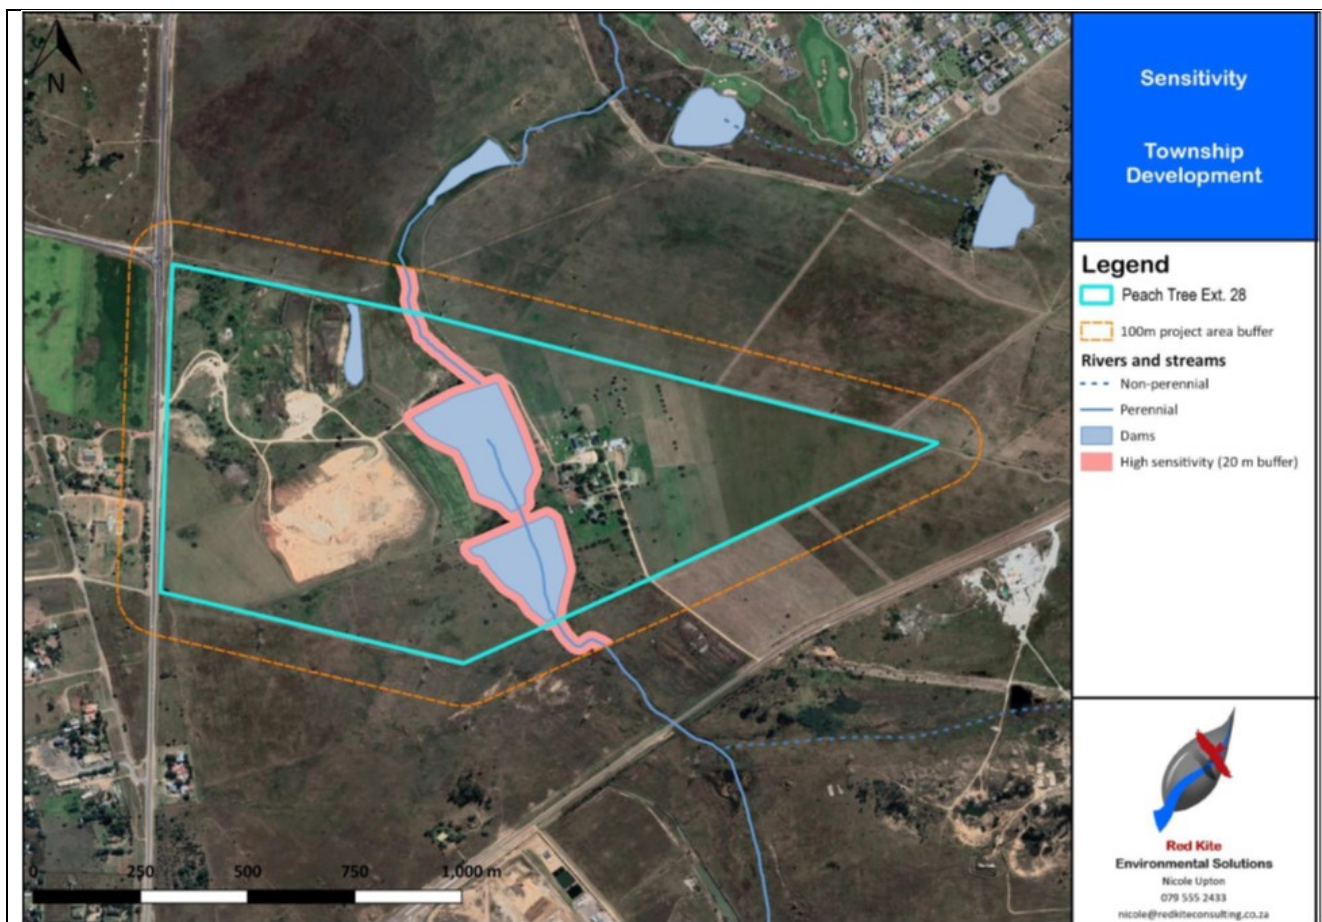 N
Sensitivity
Township
Development
Legend
Peach Tree Ext. 28
100m project area buffer
Rivers and streams
Non-perennial
Perennial
Dams
High sensitivity (20 m buffer)
0 250 500 750 1,000 m
Red Kite
Environmental Solutions
Nicole Upton
079 555 2433
nicole@redkiteconsulting.co.za